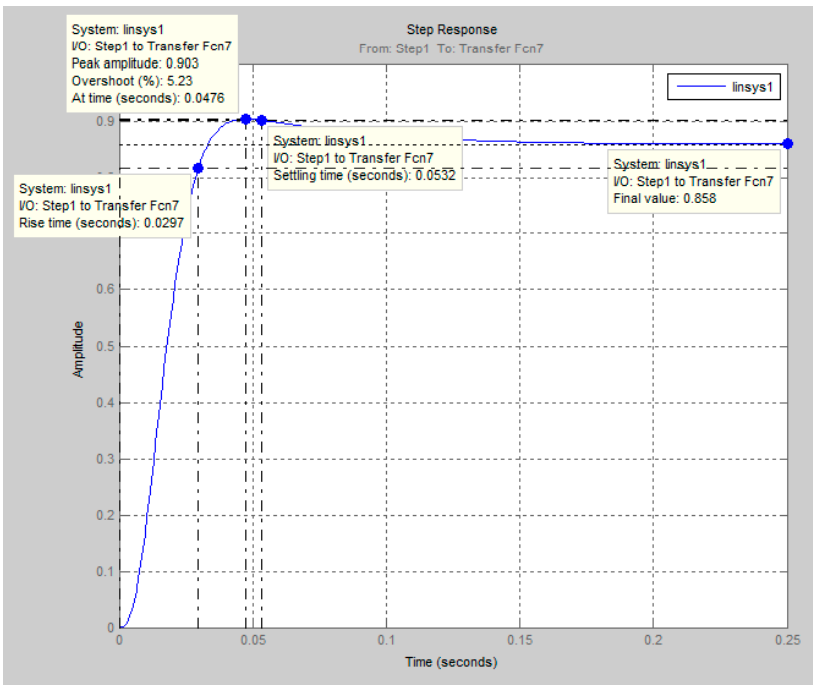 Step Response
From: Step1 To: Transfer Fcn7
System: linsys1
I/O: Step1 to Transfer Fcn7
Peak amplitude: 0.903
Overshoot (%): 5.23
At time (seconds): 0.0476
linsys1
System: linsys1
I/O: Step1 to Transfer Fcn7
Settling time (seconds): 0.0532
System: linsys1
I/O: Step1 to Transfer Fcn7
Final value: 0.858
System: linsys1
I/O: Step1 to Transfer Fcn7
Rise time (seconds): 0.0297
0.9
0.6
0.5
0.4
0.3
0.2
0.1
0
Amplitude
0
0.05
0.1
0.15
0.2
0.25
Time (seconds)